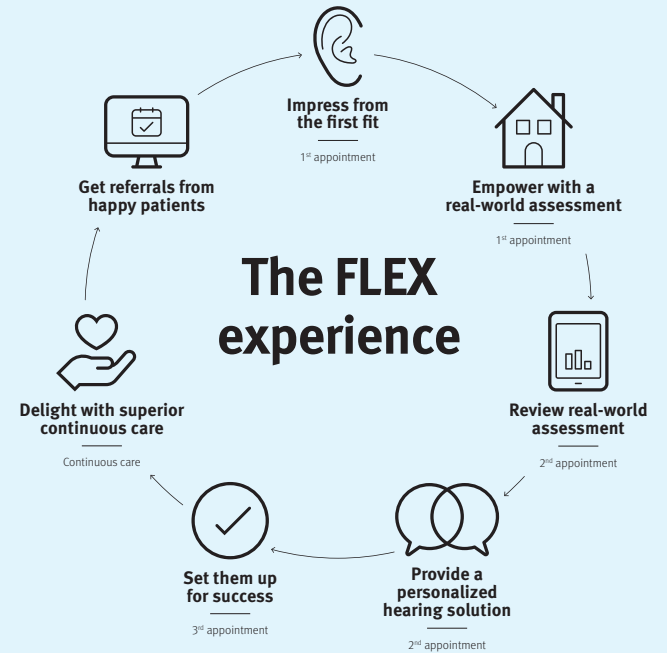 Impress from
the first fit
1st appointment
Empower with a
real-world assessment
1st appointment
Get referrals from
happy patients
The FLEX
experience
Review real-world
assessment
2nd appointment
Delight with superior
continuous care
Continuous care
Provide a
personalized
hearing solution
2nd appointment
Set them up
for success
3rd appointment